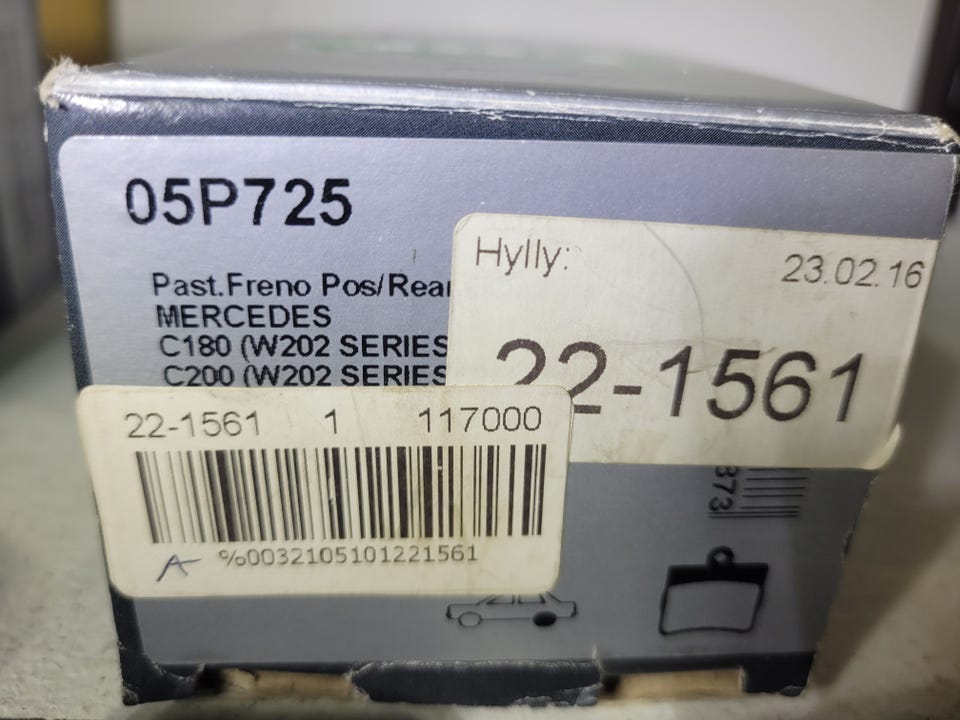 05P725
Past.Freno Pos/Rear
MERCEDES
C180 (W202 SERIES
C200 (W202 SERIES
Hylly:
23.02.16
22-1561
22-1561 1 117000
A %0032105101221561
373